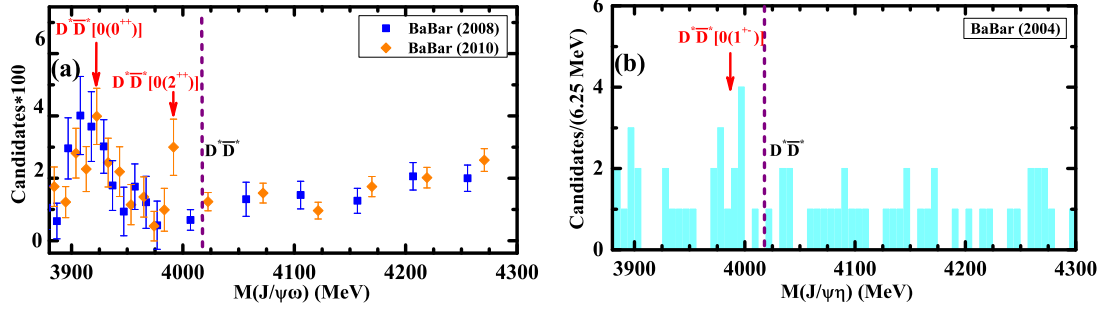 D*D̅*[0(0⁺⁺)]
BaBar (2008)
BaBar (2010)
(a)
D*D̅*[0(2⁺⁺)]
D*D̅*
Candidates*100
6
4
2
0
3900
4000
4100
4200
4300
M(J/ψω) (MeV)
BaBar (2004)
D*D̅*[0(1⁺⁻)]
(b)
D*D̅*
Candidates/(6.25 MeV)
6
4
2
0
3900
4000
4100
4200
4300
M(J/ψη) (MeV)